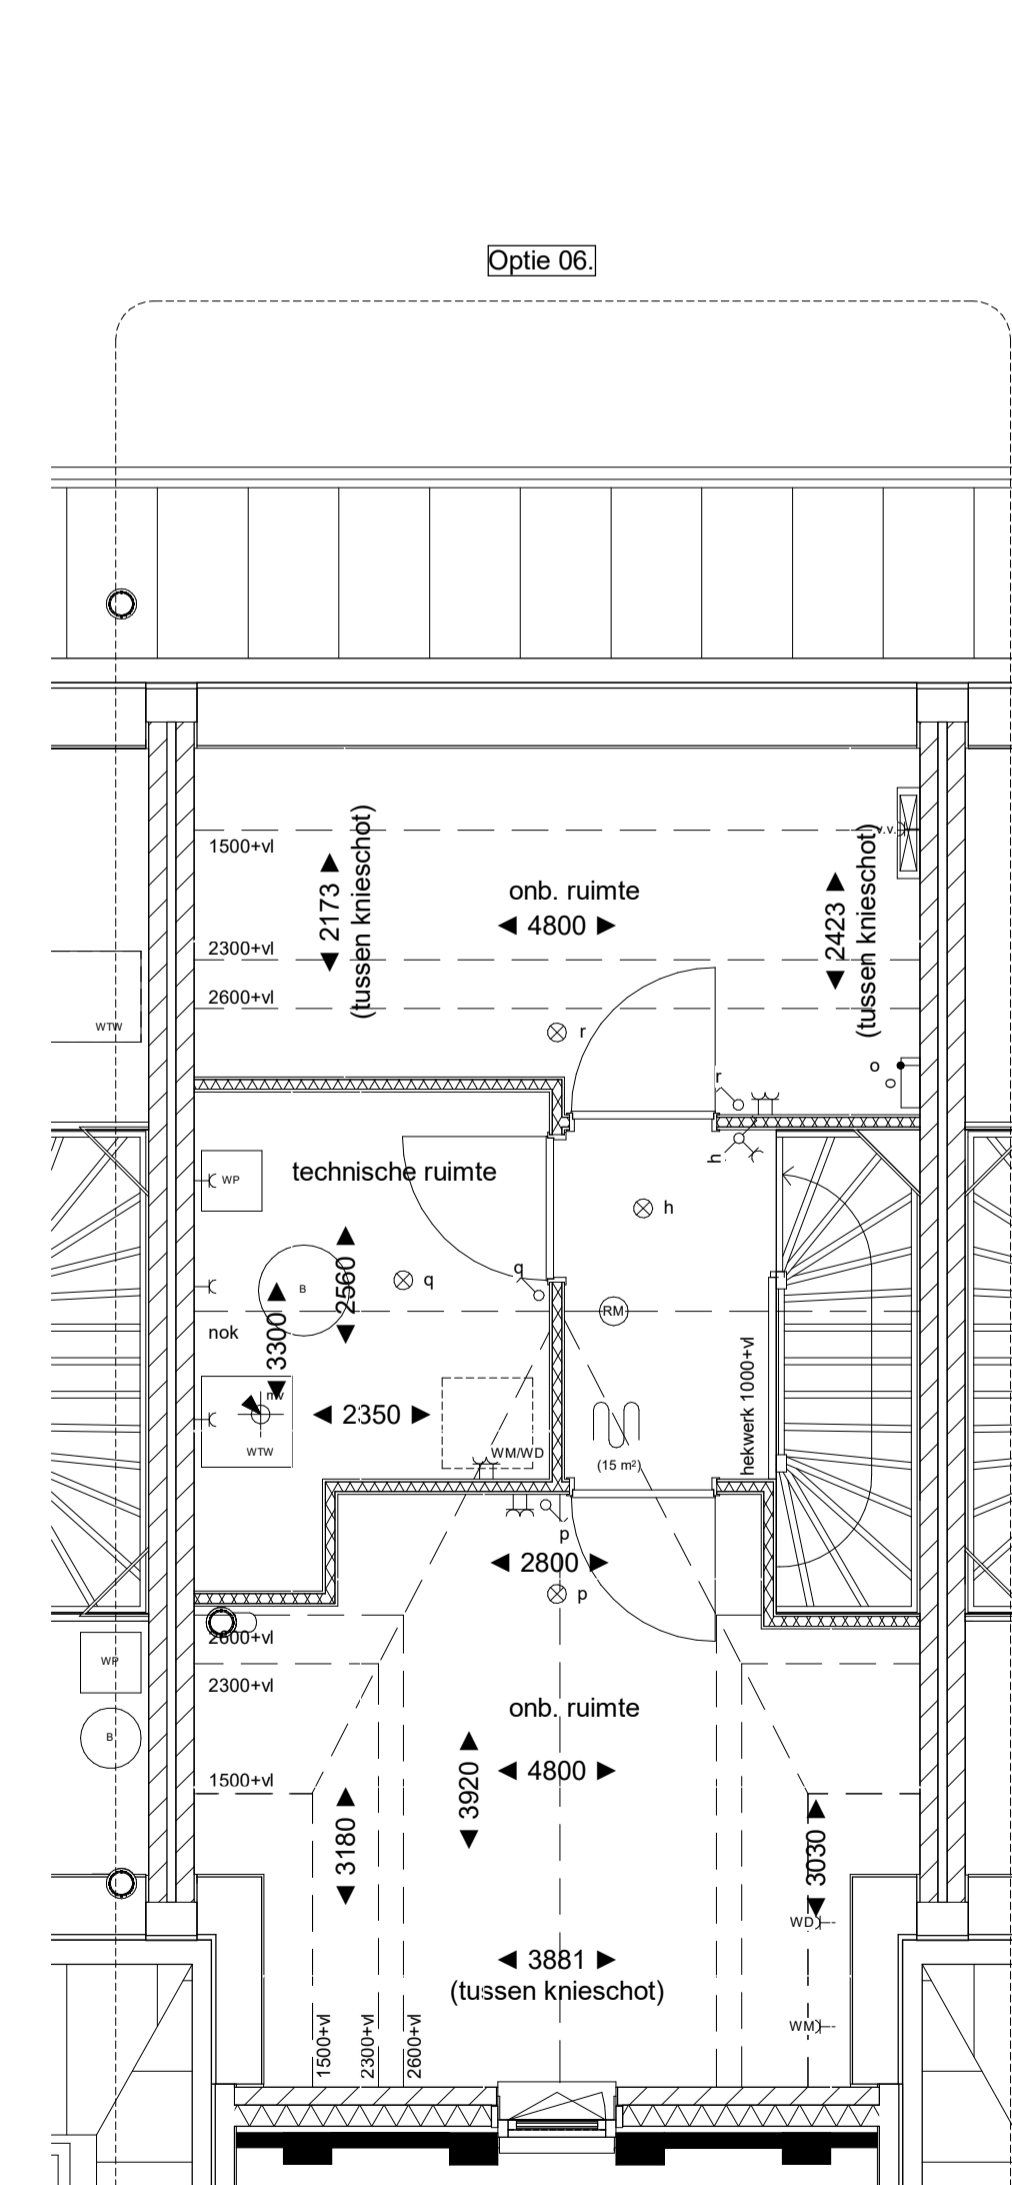 Optie 06.
1500+vl
2173
(tussen knieschot)
onb. ruimte
4800
2423
(tussen knieschot)
v.v.
2300+vl
2600+vl
WTW
r
r
o
h
technische ruimte
WP
h
2560
q
q
B
RM
nok
3300
hekwerk 1000+vl
mv
2350
WTW
WM/WD
(15 m²)
p
2800
p
2600+vl
WP
2300+vl
onb. ruimte
B
4800
3920
1500+vl
3180
3030
WD
3881
(tussen knieschot)
WM
1500+vl
2300+vl
2600+vl